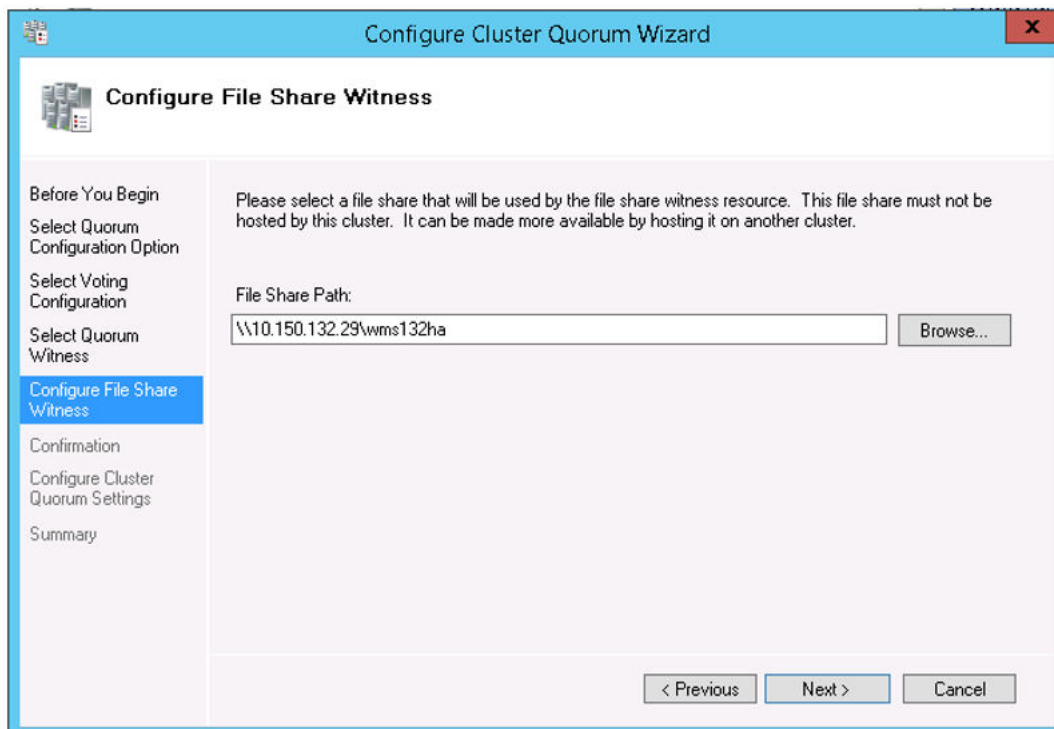 Configure Cluster Quorum Wizard
x
Configure File Share Witness
Before You Begin
Select Quorum
Configuration Option
Select Voting
Configuration
Select Quorum
Witness
Configure File Share
Witness
Confirmation
Configure Cluster
Quorum Settings
Summary
Please select a file share that will be used by the file share witness resource.  This file share must not be
hosted by this cluster.  It can be made more available by hosting it on another cluster.
File Share Path:
\\10.150.132.29\wms132ha
Browse...
< Previous
Next >
Cancel